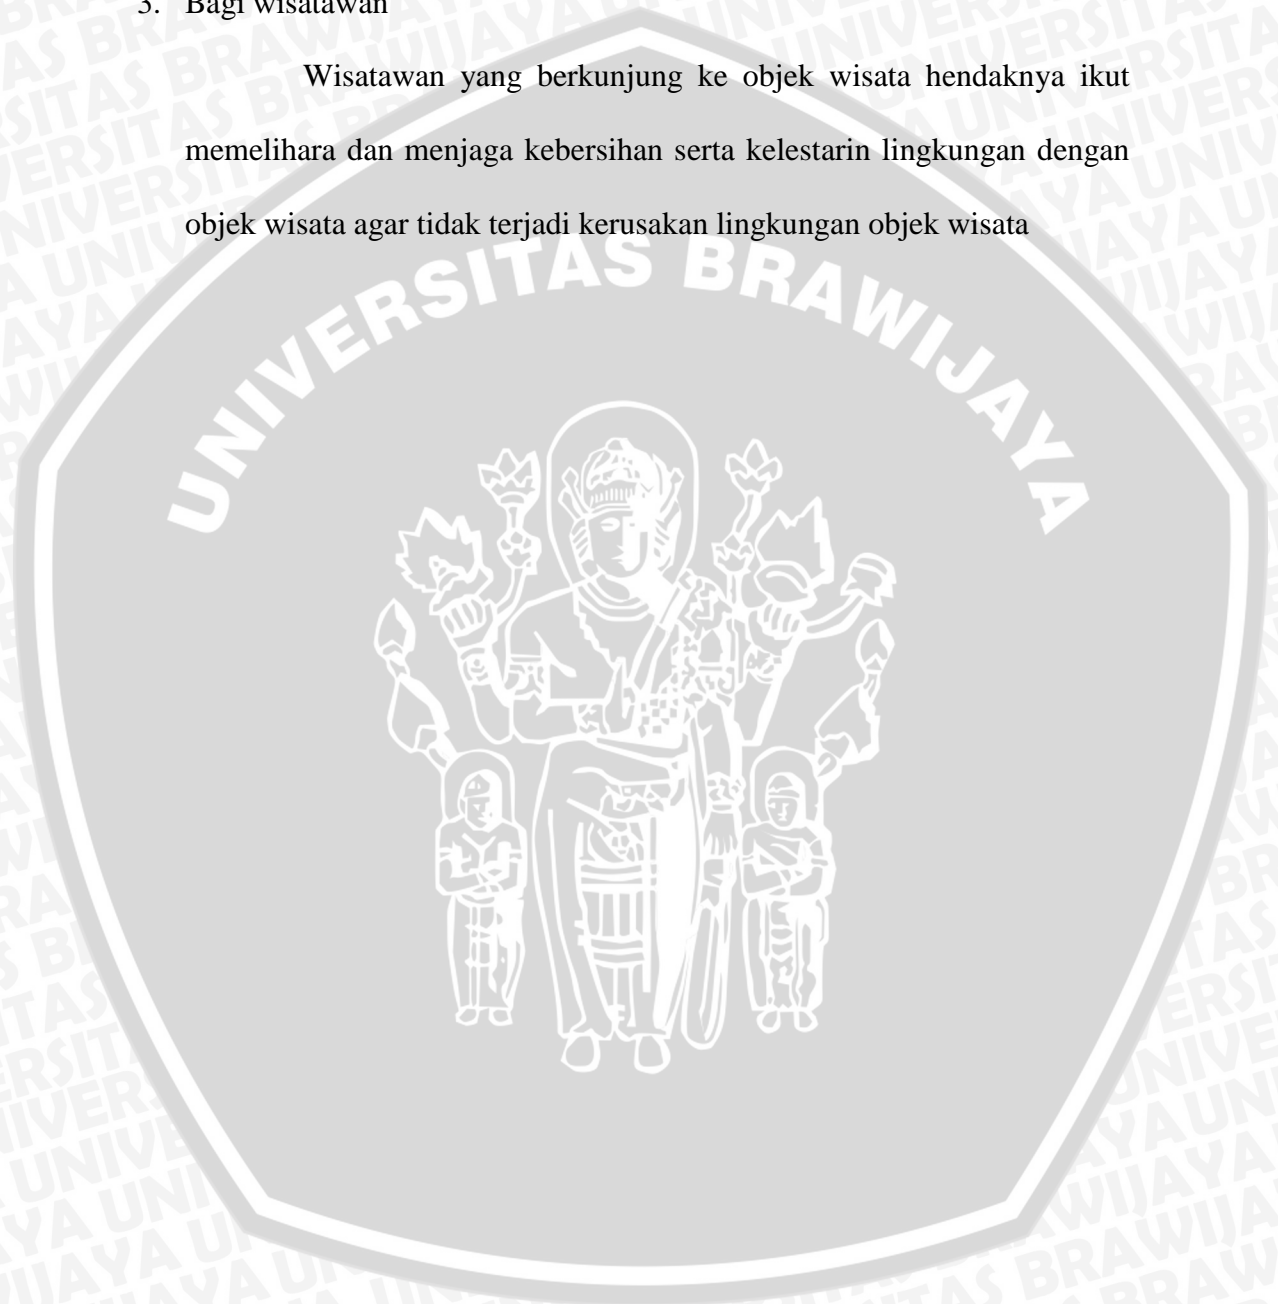 3. Bagi wisatawan
Wisatawan yang berkunjung ke objek wisata hendaknya ikut
memelihara dan menjaga kebersihan serta kelestarin lingkungan dengan
objek wisata agar tidak terjadi kerusakan lingkungan objek wisata
UNIVERSITAS BRAWIJAYA